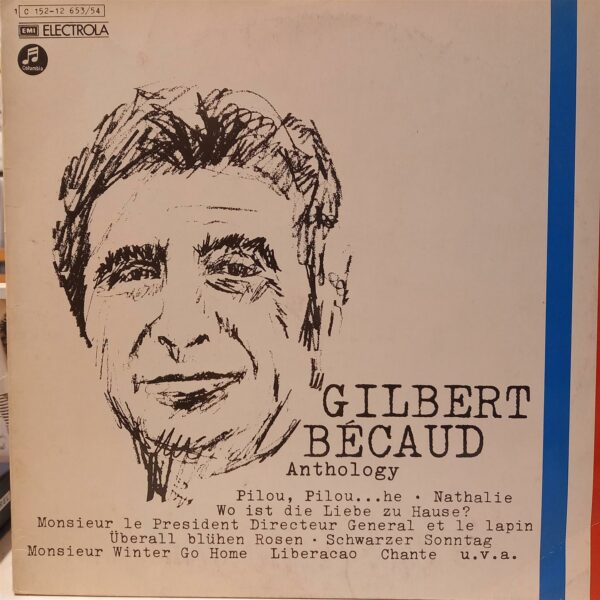 1 C 152-12 653/54
EMI ELECTROLA
Columbia
GILBERT
BÉCAUD
Anthology
Pilou, Pilou...he · Nathalie
Wo ist die Liebe zu Hause?
Monsieur le President Directeur General et le lapin
Überall blühen Rosen · Schwarzer Sonntag
Monsieur Winter Go Home Liberacao Chante u.v.a.